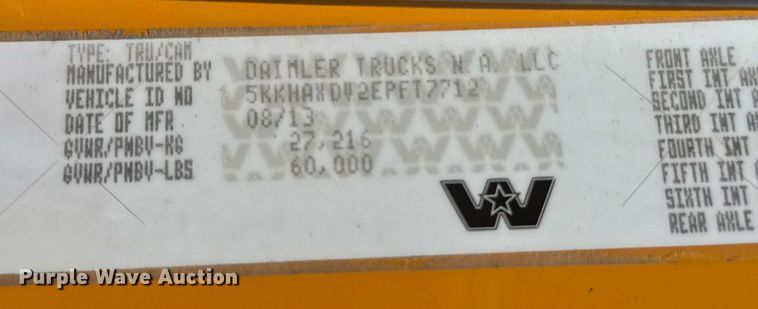 TYPE: TRU/CAM
MANUFACTURED BY DAIMLER TRUCKS N.A. LLC
VEHICLE ID NO 5KKHAXDV2EPFT7712
DATE OF MFR 08/13
GVWR/PNBV-KG 27,216
GVWR/PNBV-LBS 60,000
FRONT AXLE
FIRST INT AX
SECOND INT A
THIRD INT A
FOURTH INT
FIFTH INT
SIXTH INT
REAR AXLE
W
Purple Wave Auction